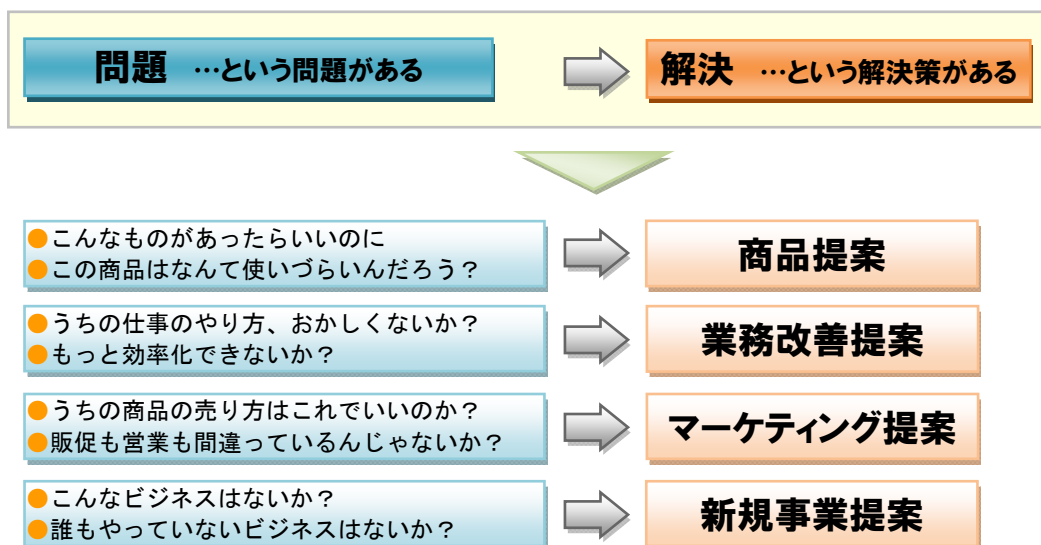 問題 …という問題がある
解決 …という解決策がある
●こんなものがあったらいいのに
●この商品はなんて使いづらいんだろう？
商品提案
●うちの仕事のやり方、おかしくないか？
●もっと効率化できないか？
業務改善提案
●うちの商品の売り方はこれでいいのか？
●販促も営業も間違っているんじゃないか？
マーケティング提案
●こんなビジネスはないか？
●誰もやっていないビジネスはないか？
新規事業提案